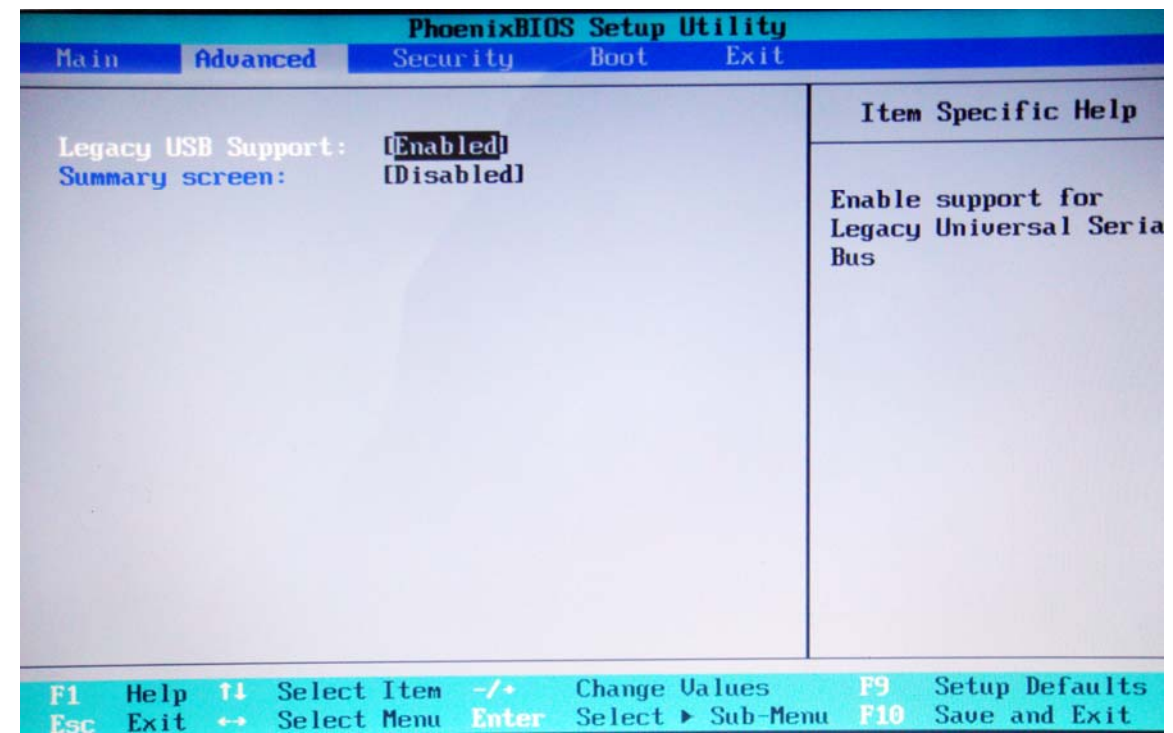 PhoenixBIOS Setup Utility
Main Advanced Security Boot Exit
Item Specific Help
Legacy USB Support: [Enabled]
Summary screen: [Disabled]
Enable support for
Legacy Universal Seria
Bus
F1 Help ↑↓ Select Item -/+ Change Values F9 Setup Defaults
Esc Exit ↔ Select Menu Enter Select ▶ Sub-Menu F10 Save and Exit